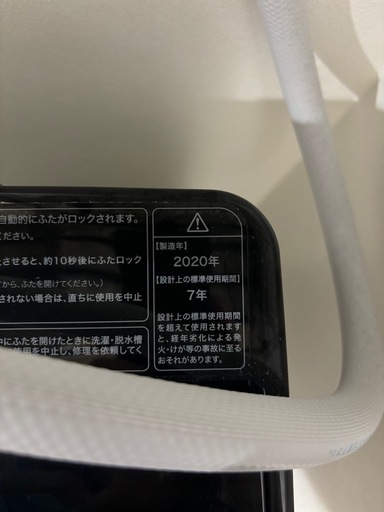 自動的にふたがロックされます。
ください。
させると、約10秒後にふたロック
てから、ふたを開けてください。)
されない場合は、直ちに使用を中止
中にふたを開けたときに洗濯・脱水槽
使用を中止し、修理を依頼してく
【製造年】
2020年
【設計上の標準使用期間】
7年
設計上の標準使用期間
を超えて使用されます
と、経年劣化による発
火・けが等の事故に至る
おそれがあります。